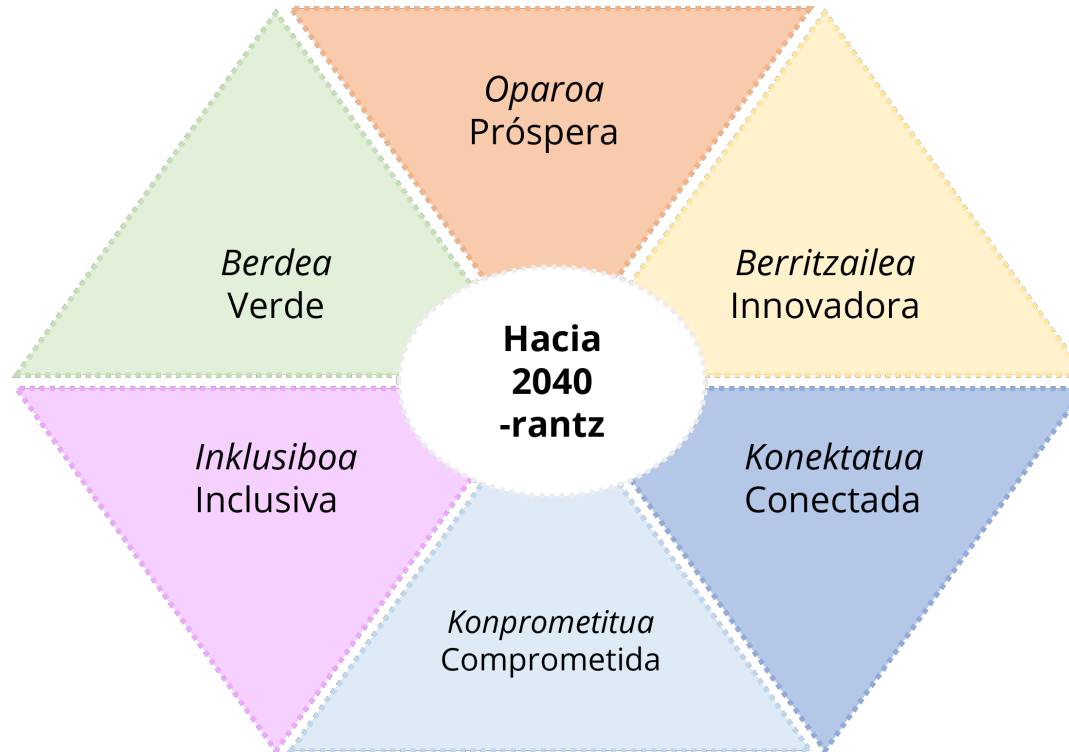 Oparoa
Próspera
Berdea
Verde
Berritzailea
Innovadora
Hacia
2040
-rantz
Inklusiboa
Inclusiva
Konektatua
Conectada
Konprometitua
Comprometida